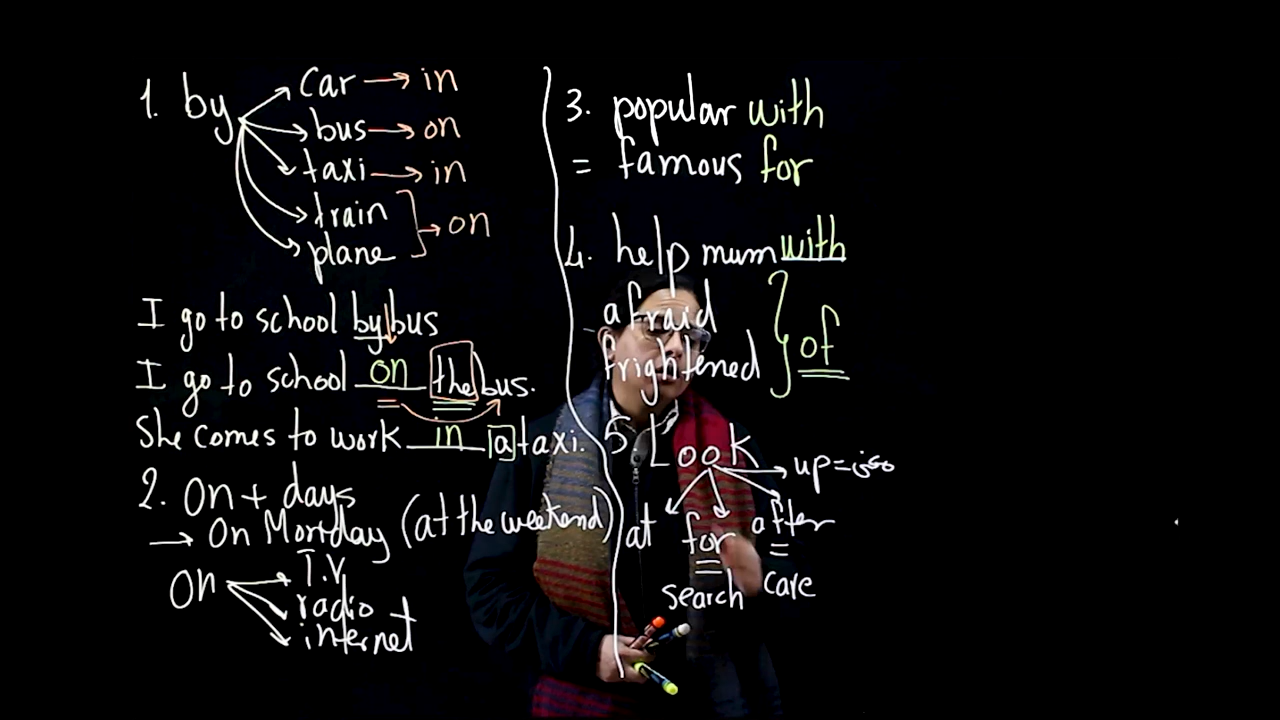 1. by
car → in
bus → on
taxi → in
train
plane → on
I go to school by bus
I go to school on the bus.
She comes to work in a taxi.
2. On + days
→ On Monday (at the weekend)
On
T.V
radio
internet
3. popular with
= famous for
4. help mum with
afraid
frightened of
5. Look
up =
at for after
search care